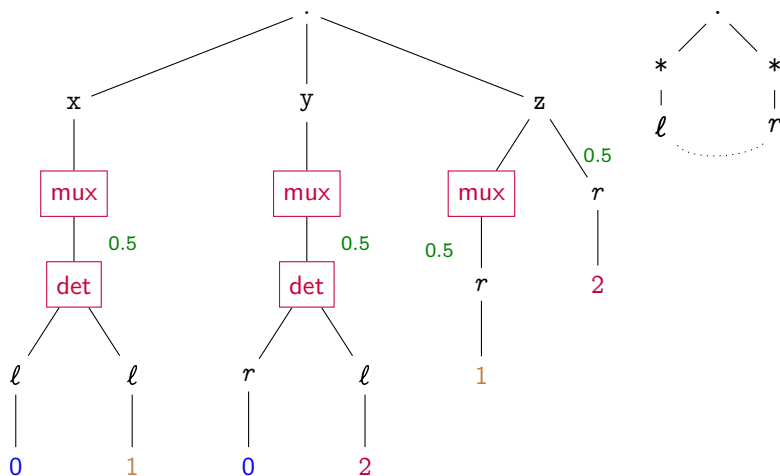 . .
* *
x y z
ℓ r
0.5
mux mux mux r
0.5 0.5 0.5
det det r 2
ℓ ℓ r ℓ 1
0 1 0 2